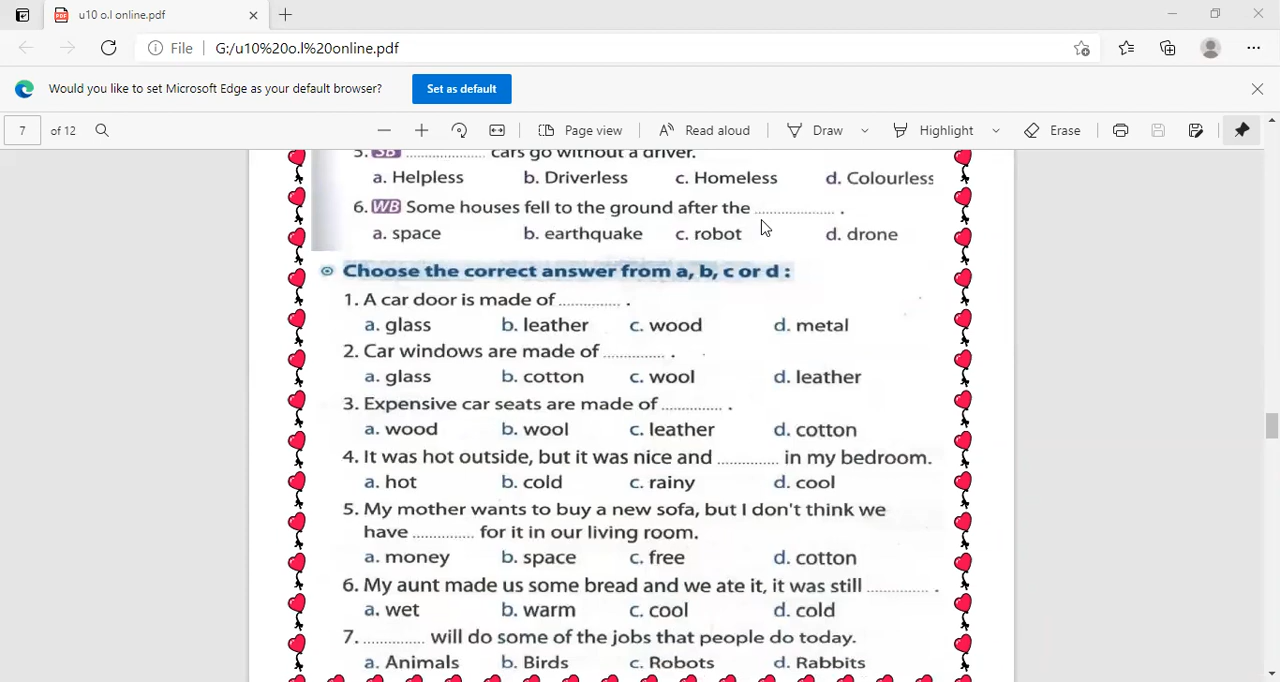 u10 o.l online.pdf
File G:/u10%20o.l%20online.pdf
Would you like to set Microsoft Edge as your default browser? Set as default
7 of 12 Page view Read aloud Draw Highlight Erase
5. SB .................... cars go without a driver.
a. Helpless b. Driverless c. Homeless d. Colourless
6. WB Some houses fell to the ground after the .................... .
a. space b. earthquake c. robot d. drone
Choose the correct answer from a, b, c or d :
1. A car door is made of ............... .
a. glass b. leather c. wood d. metal
2. Car windows are made of ............... .
a. glass b. cotton c. wool d. leather
3. Expensive car seats are made of ............... .
a. wood b. wool c. leather d. cotton
4. It was hot outside, but it was nice and ............... in my bedroom.
a. hot b. cold c. rainy d. cool
5. My mother wants to buy a new sofa, but I don't think we
have ............... for it in our living room.
a. money b. space c. free d. cotton
6. My aunt made us some bread and we ate it, it was still ............... .
a. wet b. warm c. cool d. cold
7. ............... will do some of the jobs that people do today.
a. Animals b. Birds c. Robots d. Rabbits